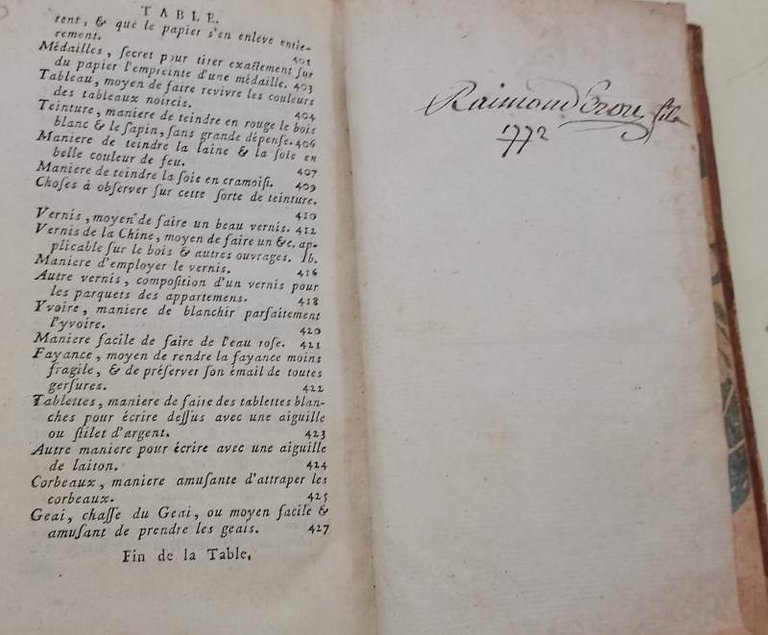 TABLE.
tent, & que le papier s'en enleve entie-
rement. 401
Médailles, secret pour tirer exactement sur
du papier l'empreinte d'une médaille. 403
Tableau, moyen de faire revivre les couleurs
des tableaux noircis. 404
Teinture, maniere de teindre en rouge le bois
blanc & le sapin, sans grande dépense. 406
Maniere de teindre la laine & la soie en
belle couleur de feu. 407
Maniere de teindre la soie en cramoisi. 409
Choses à observer sur cette sorte de teinture.
410
Vernis, moyen de faire un beau vernis. 412
Vernis de la Chine, moyen de faire un &c. ap-
plicable sur le bois & autres ouvrages. Ib.
Maniere d'employer le vernis. 416
Autre vernis, composition d'un vernis pour
les parquets des appartemens. 418
Yvoire, maniere de blanchir parfaitement
l'yvoire. 420
Maniere facile de faire de l'eau rose. 421
Fayance, moyen de rendre la fayance moins
fragile, & de préserver son émail de toutes
gersures. 422
Tablettes, maniere de faire des tablettes blan-
ches pour écrire dessus avec une aiguille
ou stilet d'argent. 423
Autre maniere pour écrire avec une aiguille
de laiton. 424
Corbeaux, maniere amusante d'attraper les
corbeaux. 425
Geai, chasse du Geai, ou moyen facile &
amusant de prendre les geais. 427
Fin de la Table.
Raimond fils
1772